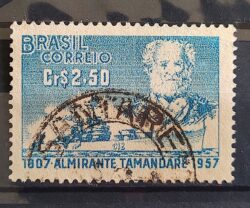 BRASIL
CORREIO
Cr$2.50
1807-ALMIRANTE TAMANDARÉ-1957